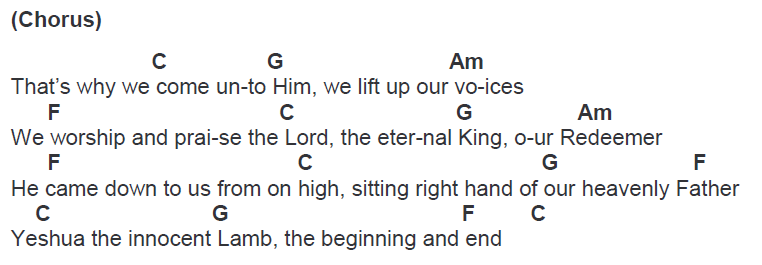 (Chorus)
C G Am
That's why we come un-to Him, we lift up our vo-ices
F C G Am
We worship and prai-se the Lord, the eter-nal King, o-ur Redeemer
F C G F
He came down to us from on high, sitting right hand of our heavenly Father
C G F C
Yeshua the innocent Lamb, the beginning and end